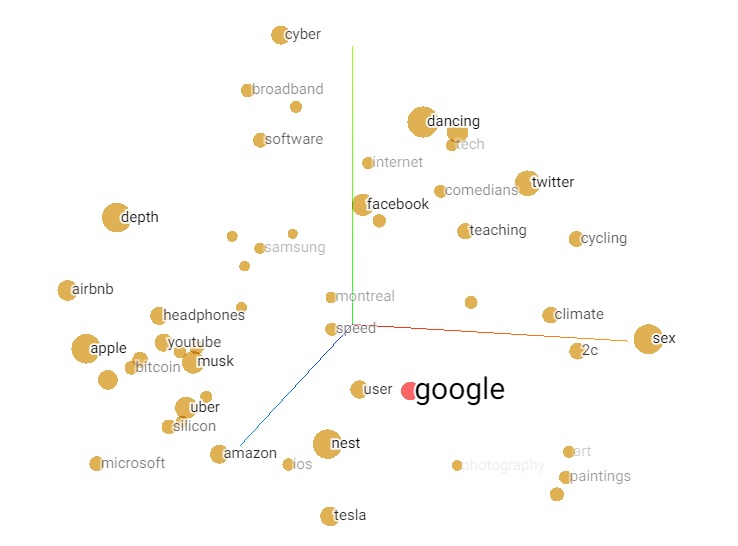 cyber
broadband
dancing
software
tech
internet
comedians
twitter
facebook
depth
teaching
cycling
samsung
airbnb
montreal
headphones
climate
speed
youtube
sex
apple
2c
musk
bitcoin
user
google
uber
silicon
nest
amazon
art
microsoft
ios
photography
paintings
tesla